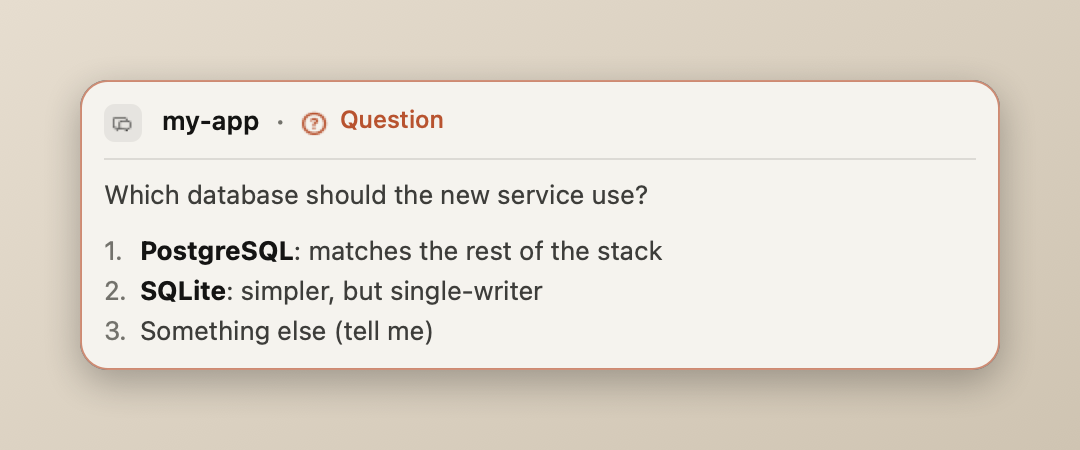 my-app · Question
Which database should the new service use?
1. PostgreSQL: matches the rest of the stack
2. SQLite: simpler, but single-writer
3. Something else (tell me)